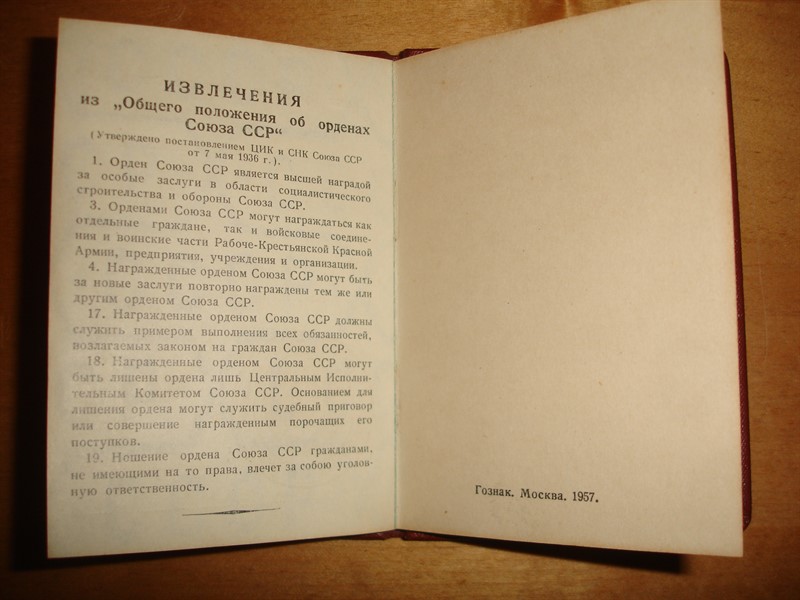 ИЗВЛЕЧЕНИЯ
из „Общего положения об орденах
Союза ССР“
(Утверждено постановлением ЦИК и СНК Союза ССР
от 7 мая 1936 г.).
1. Орден Союза ССР является высшей наградой
за особые заслуги в области социалистического
строительства и обороны Союза ССР.
3. Орденами Союза ССР могут награждаться как
отдельные граждане, так и войсковые соедине-
ния и воинские части Рабоче-Крестьянской Красной
Армии, предприятия, учреждения и организации.
4. Награжденные орденом Союза ССР могут быть
за новые заслуги повторно награждены тем же или
другим орденом Союза ССР.
17. Награжденные орденом Союза ССР должны
служить примером выполнения всех обязанностей,
возлагаемых законом на граждан Союза ССР.
18. Награжденные орденом Союза ССР могут
быть лишены ордена лишь Центральным Исполни-
тельным Комитетом Союза ССР. Основанием для
лишения ордена могут служить судебный приговор
или совершение награжденным порочащих его
поступков.
19. Ношение ордена Союза ССР гражданами,
не имеющими на то права, влечет за собою уголов-
ную ответственность.
Гознак. Москва. 1957.